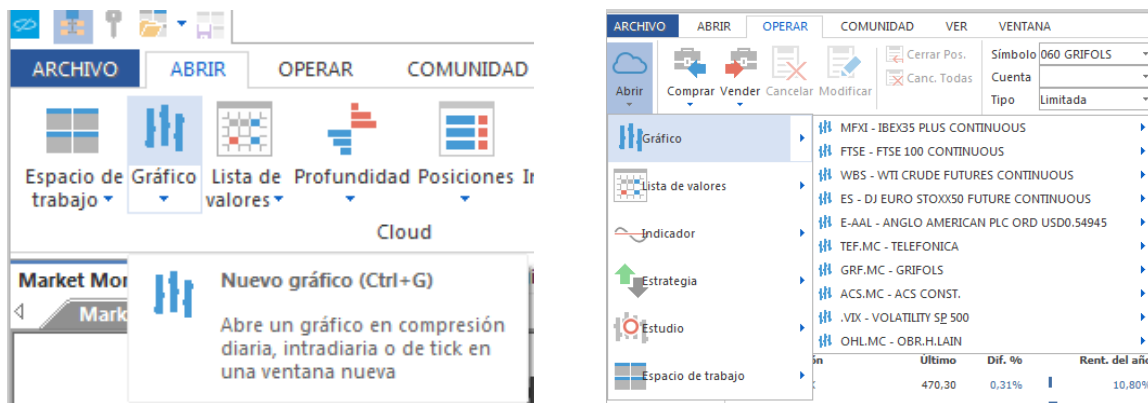 ARCHIVO ABRIR OPERAR COMUNIDAD
Espacio de trabajo
Gráfico
Lista de valores
Profundidad
Posiciones
Cloud
Market Mor
Mark
Nuevo gráfico (Ctrl+G)
Abre un gráfico en compresión
diaria, intradiaria o de tick en
una ventana nueva
ARCHIVO ABRIR OPERAR COMUNIDAD VER VENTANA
Abrir
Comprar
Vender
Cancelar
Modificar
Cerrar Pos.
Canc. Todas
Símbolo 060 GRIFOLS
Cuenta
Tipo Limitada
Gráfico
Lista de valores
Indicador
Estrategia
Estudio
Espacio de trabajo
MFXI - IBEX35 PLUS CONTINUOUS
FTSE - FTSE 100 CONTINUOUS
WBS - WTI CRUDE FUTURES CONTINUOUS
ES - DJ EURO STOXX50 FUTURE CONTINUOUS
E-AAL - ANGLO AMERICAN PLC ORD USD0.54945
TEF.MC - TELEFONICA
GRF.MC - GRIFOLS
ACS.MC - ACS CONST.
.VIX - VOLATILITY SP 500
OHL.MC - OBR.H.LAIN
Último Dif. % Rent. del año
470,30 0,31% 10,80%